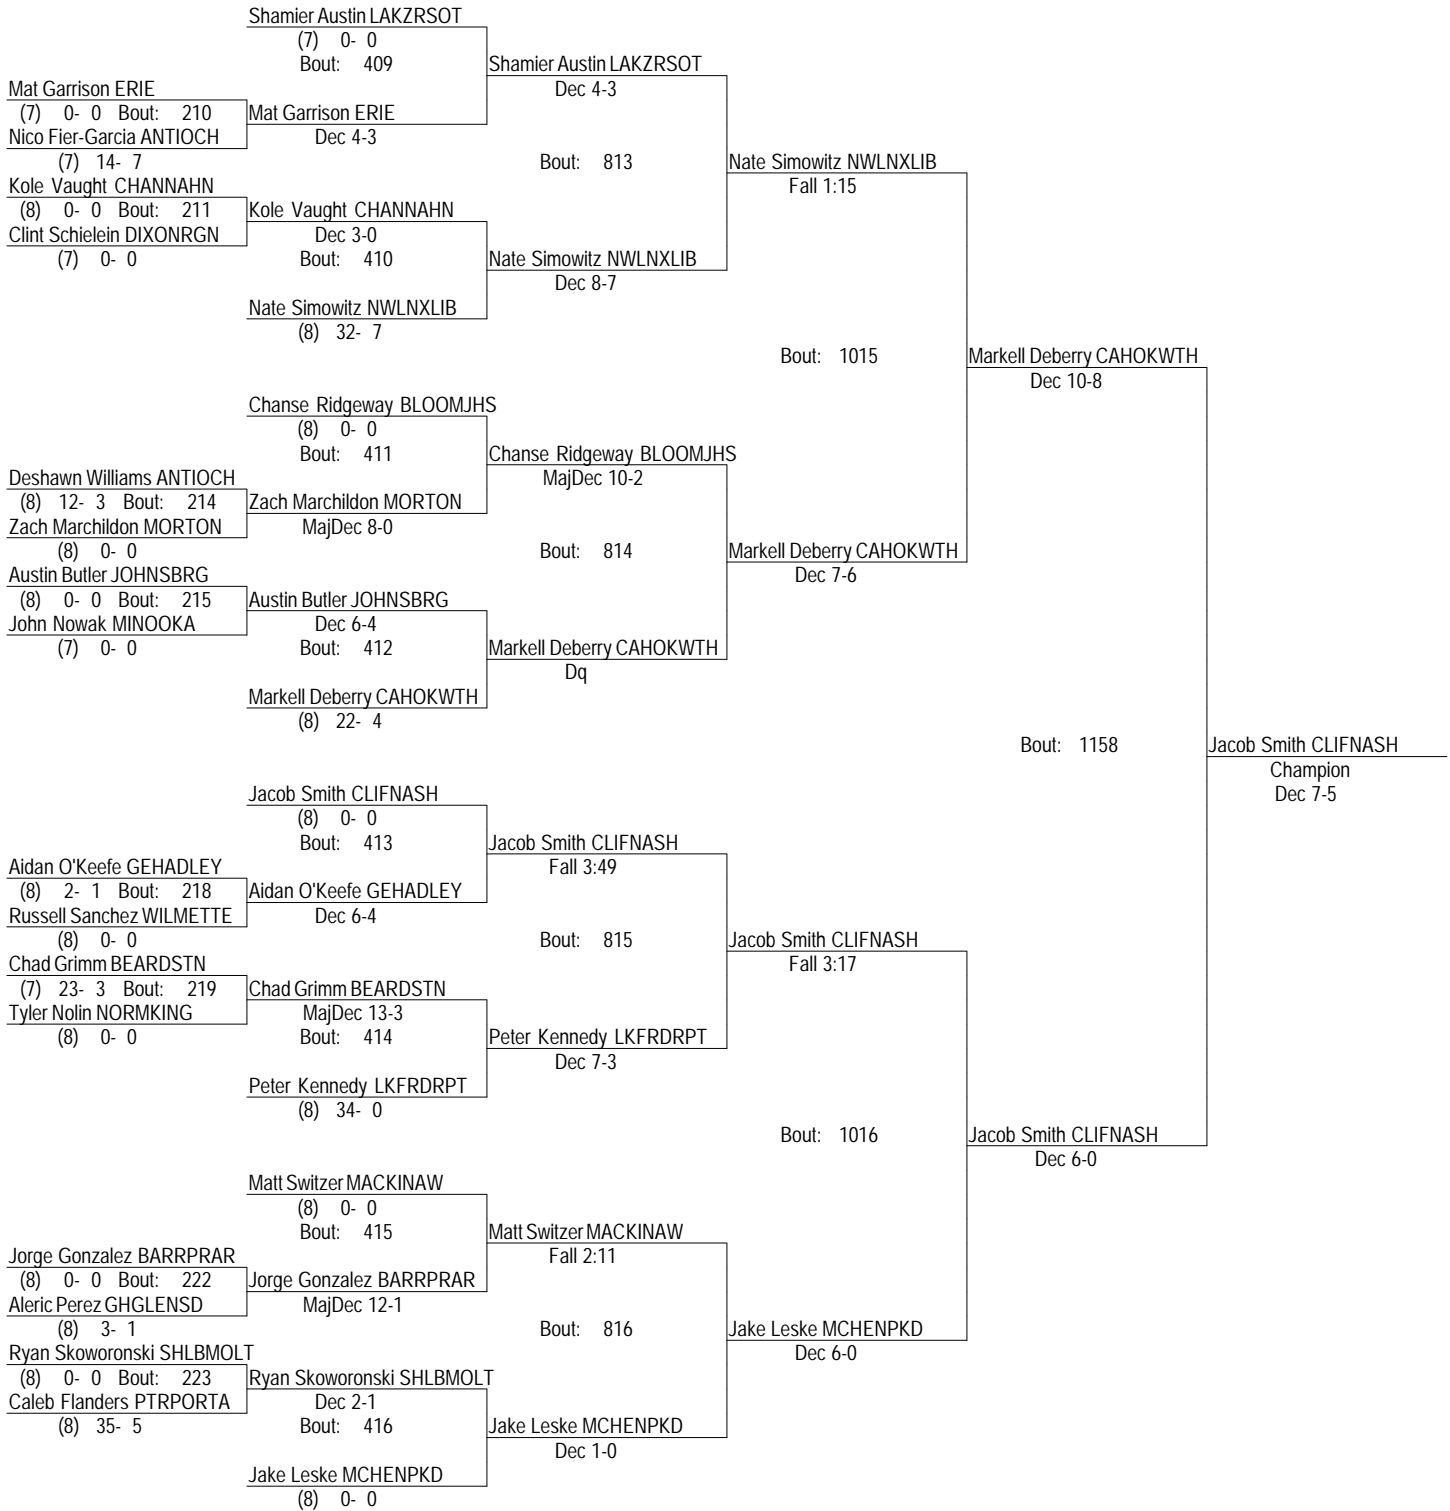 Shamier Austin LAKZRSOT
(7) 0- 0
Bout: 409
Shamier Austin LAKZRSOT
Dec 4-3
Mat Garrison ERIE
(7) 0- 0 Bout: 210
Mat Garrison ERIE
Dec 4-3
Nico Fier-Garcia ANTIOCH
(7) 14- 7
Bout: 813
Nate Simowitz NWLNXLIB
Fall 1:15
Kole Vaught CHANNAHN
(8) 0- 0 Bout: 211
Kole Vaught CHANNAHN
Dec 3-0
Clint Schielein DIXONRGN
(7) 0- 0
Bout: 410
Nate Simowitz NWLNXLIB
Dec 8-7
Nate Simowitz NWLNXLIB
(8) 32- 7
Bout: 1015
Markell Deberry CAHOKWTH
Dec 10-8
Chanse Ridgeway BLOOMJHS
(8) 0- 0
Bout: 411
Chanse Ridgeway BLOOMJHS
MajDec 10-2
Deshawn Williams ANTIOCH
(8) 12- 3 Bout: 214
Zach Marchildon MORTON
MajDec 8-0
Zach Marchildon MORTON
(8) 0- 0
Bout: 814
Markell Deberry CAHOKWTH
Dec 7-6
Austin Butler JOHNSBRG
(8) 0- 0 Bout: 215
Austin Butler JOHNSBRG
Dec 6-4
John Nowak MINOOKA
(7) 0- 0
Bout: 412
Markell Deberry CAHOKWTH
Dq
Markell Deberry CAHOKWTH
(8) 22- 4
Bout: 1158
Jacob Smith CLIFNASH
Champion
Dec 7-5
Jacob Smith CLIFNASH
(8) 0- 0
Bout: 413
Jacob Smith CLIFNASH
Fall 3:49
Aidan O'Keefe GEHADLEY
(8) 2- 1 Bout: 218
Aidan O'Keefe GEHADLEY
Dec 6-4
Russell Sanchez WILMETTE
(8) 0- 0
Bout: 815
Jacob Smith CLIFNASH
Fall 3:17
Chad Grimm BEARDSTN
(7) 23- 3 Bout: 219
Chad Grimm BEARDSTN
MajDec 13-3
Tyler Nolin NORMKING
(8) 0- 0
Bout: 414
Peter Kennedy LKFRDRPT
Dec 7-3
Peter Kennedy LKFRDRPT
(8) 34- 0
Bout: 1016
Jacob Smith CLIFNASH
Dec 6-0
Matt Switzer MACKINAW
(8) 0- 0
Bout: 415
Matt Switzer MACKINAW
Fall 2:11
Jorge Gonzalez BARRPRAR
(8) 0- 0 Bout: 222
Jorge Gonzalez BARRPRAR
MajDec 12-1
Aleric Perez GHGLENSD
(8) 3- 1
Bout: 816
Jake Leske MCHENPKD
Dec 6-0
Ryan Skoworonski SHLBMOLT
(8) 0- 0 Bout: 223
Ryan Skoworonski SHLBMOLT
Dec 2-1
Caleb Flanders PTRPORTA
(8) 35- 5
Bout: 416
Jake Leske MCHENPKD
Dec 1-0
Jake Leske MCHENPKD
(8) 0- 0